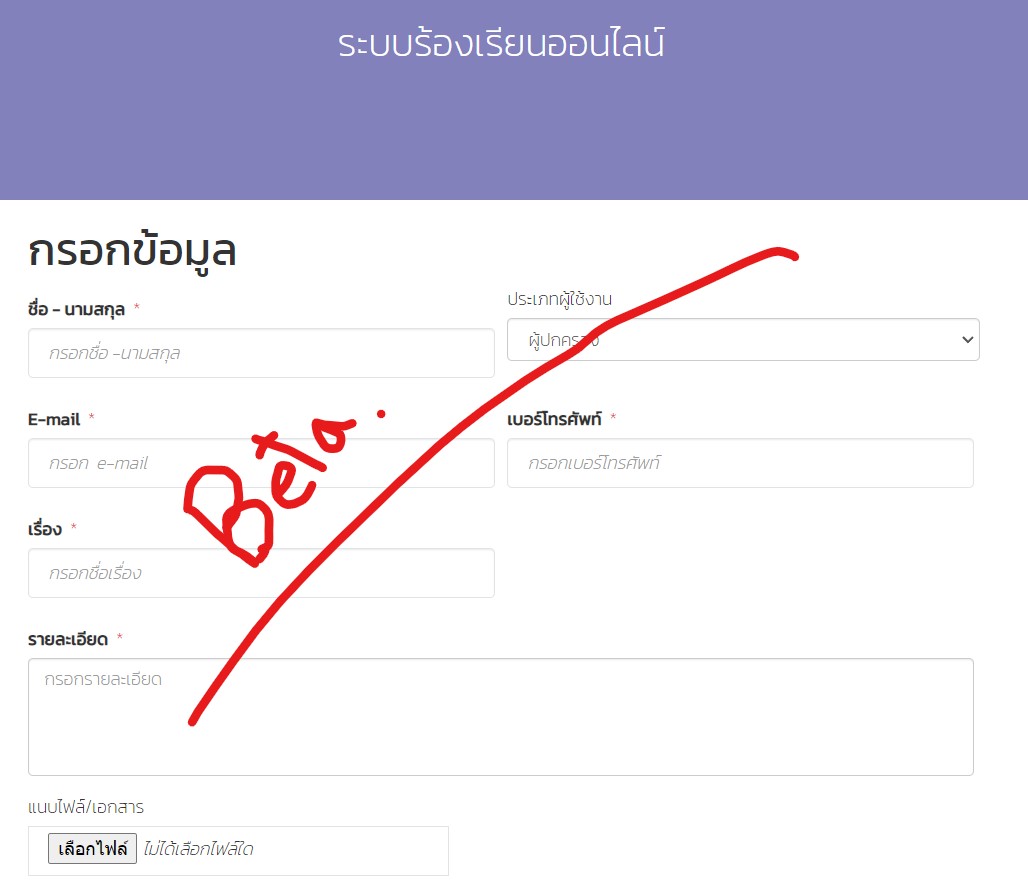 ระบบร้องเรียนออนไลน์
กรอกข้อมูล
ชื่อ - นามสกุล *
กรอกชื่อ -นามสกุล
ประเภทผู้ใช้งาน
ผู้ปกครอง
E-mail *
กรอก e-mail
เบอร์โทรศัพท์ *
กรอกเบอร์โทรศัพท์
Beta.
เรื่อง *
กรอกชื่อเรื่อง
รายละเอียด *
กรอกรายละเอียด
แนบไฟล์/เอกสาร
เลือกไฟล์ ไม่ได้เลือกไฟล์ใด